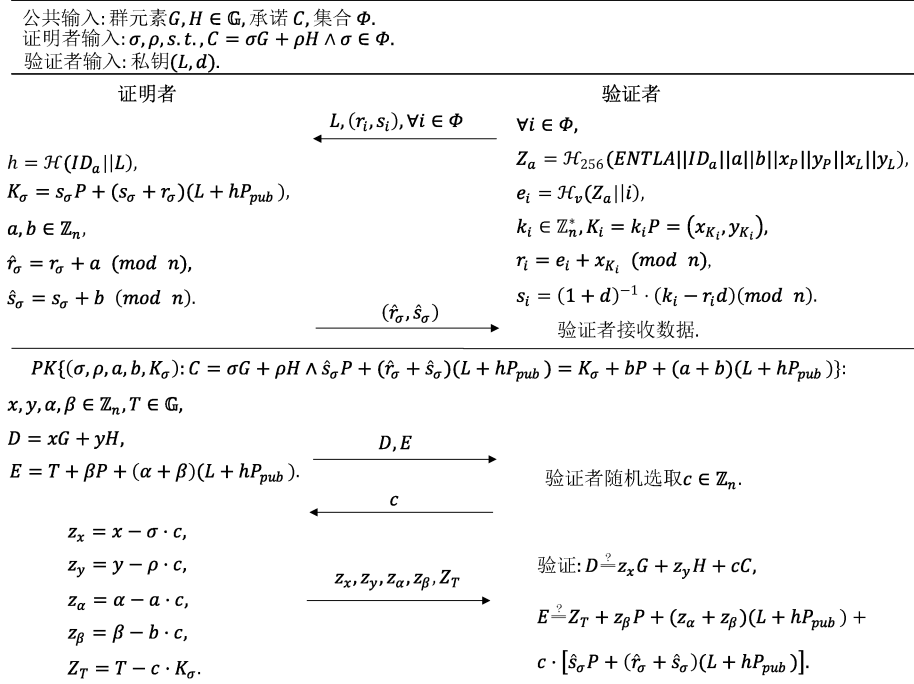 公共输入: 群元素G, H ∈ 𝔾, 承诺 C, 集合 Φ.
证明者输入: σ, ρ, s.t., C = σG + ρH ∧ σ ∈ Φ.
验证者输入: 私钥(L, d).
证明者
验证者
L, (r_i, s_i), ∀i ∈ Φ
∀i ∈ Φ,
h = ℋ(ID_a||L),
Z_a = ℋ_256(ENTLA||ID_a||a||b||x_P||y_P||x_L||y_L),
K_σ = s_σP + (s_σ + r_σ)(L + hP_pub),
e_i = ℋ_v(Z_a||i),
a, b ∈ ℤ_n,
k_i ∈ ℤ_n^*, K_i = k_iP = (x_{K_i}, y_{K_i}),
r̂_σ = r_σ + a (mod n),
r_i = e_i + x_{K_i} (mod n),
ŝ_σ = s_σ + b (mod n).
s_i = (1 + d)^{-1} · (k_i − r_id)(mod n).
(r̂_σ, ŝ_σ)
验证者接收数据.
PK{(σ, ρ, a, b, K_σ): C = σG + ρH ∧ ŝ_σP + (r̂_σ + ŝ_σ)(L + hP_pub) = K_σ + bP + (a + b)(L + hP_pub)}:
x, y, α, β ∈ ℤ_n, T ∈ 𝔾,
D = xG + yH,
D, E
E = T + βP + (α + β)(L + hP_pub).
验证者随机选取c ∈ ℤ_n.
c
z_x = x − σ · c,
z_y = y − ρ · c,
验证: D ≟ z_xG + z_yH + cC,
z_x, z_y, z_α, z_β, Z_T
z_α = α − a · c,
E ≟ Z_T + z_βP + (z_α + z_β)(L + hP_pub) +
z_β = β − b · c,
c · [ŝ_σP + (r̂_σ + ŝ_σ)(L + hP_pub)].
Z_T = T − c · K_σ.